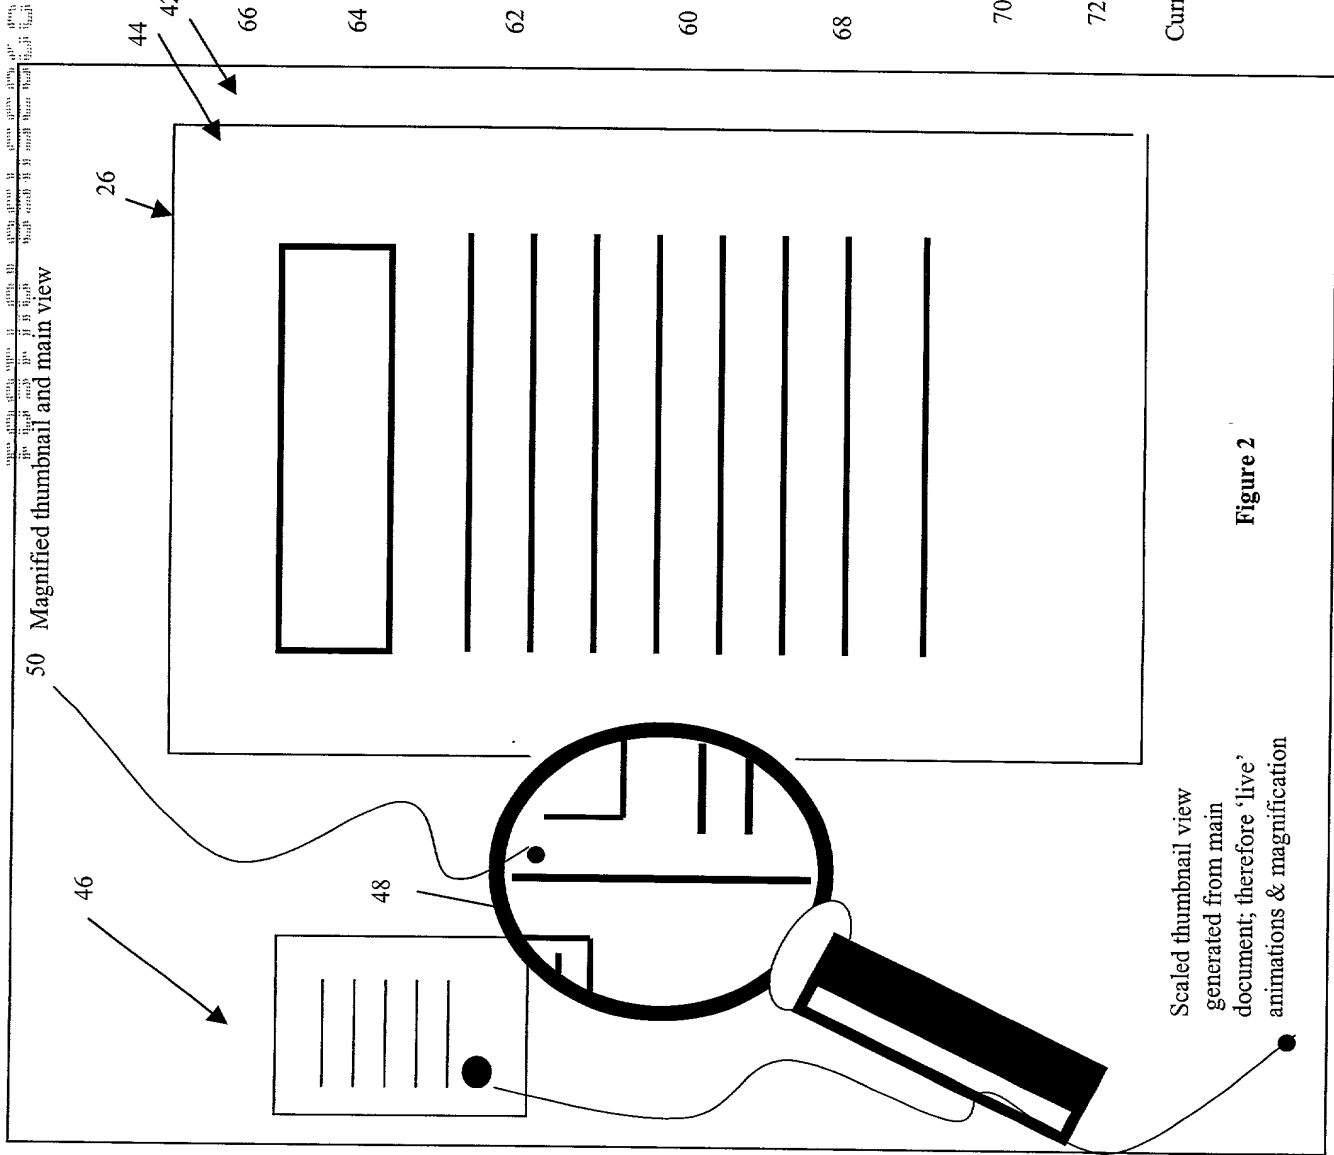 50 Magnified thumbnail and main view
26
44
66
64
62
60
68
70
72
46
48
Scaled thumbnail view
generated from main
document; therefore ‘live’
animations & magnification
Figure 2